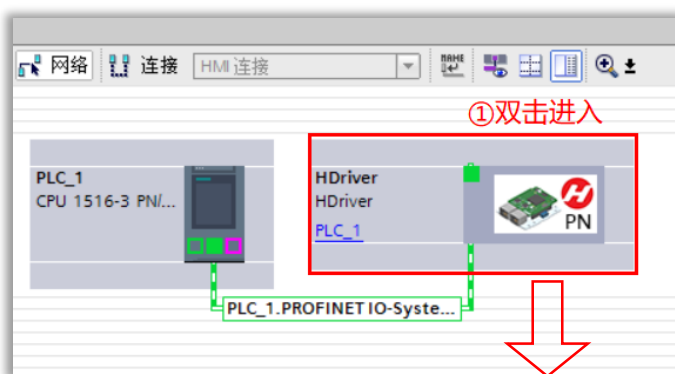 网络 连接 HMI 连接 NAME
①双击进入
PLC_1
CPU 1516-3 PN/...
HDriver
HDriver
PLC_1
PN
PLC_1.PROFINET IO-Syste...